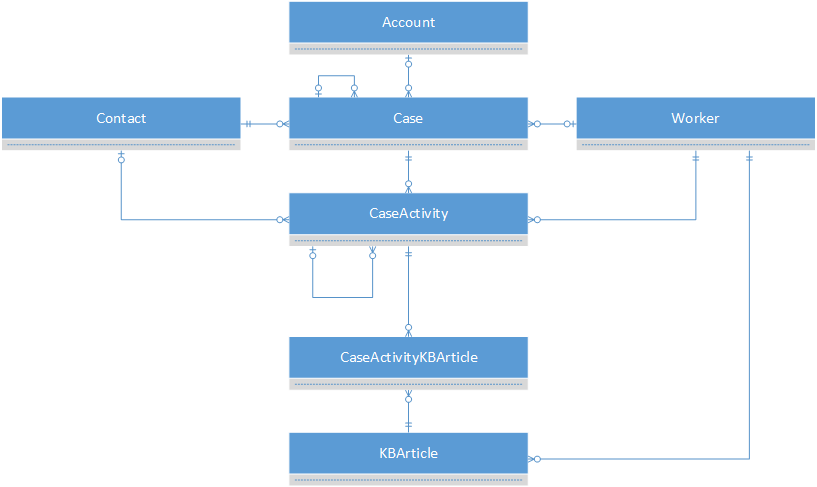 Account
Contact
Case
Worker
CaseActivity
CaseActivityKBArticle
KBArticle